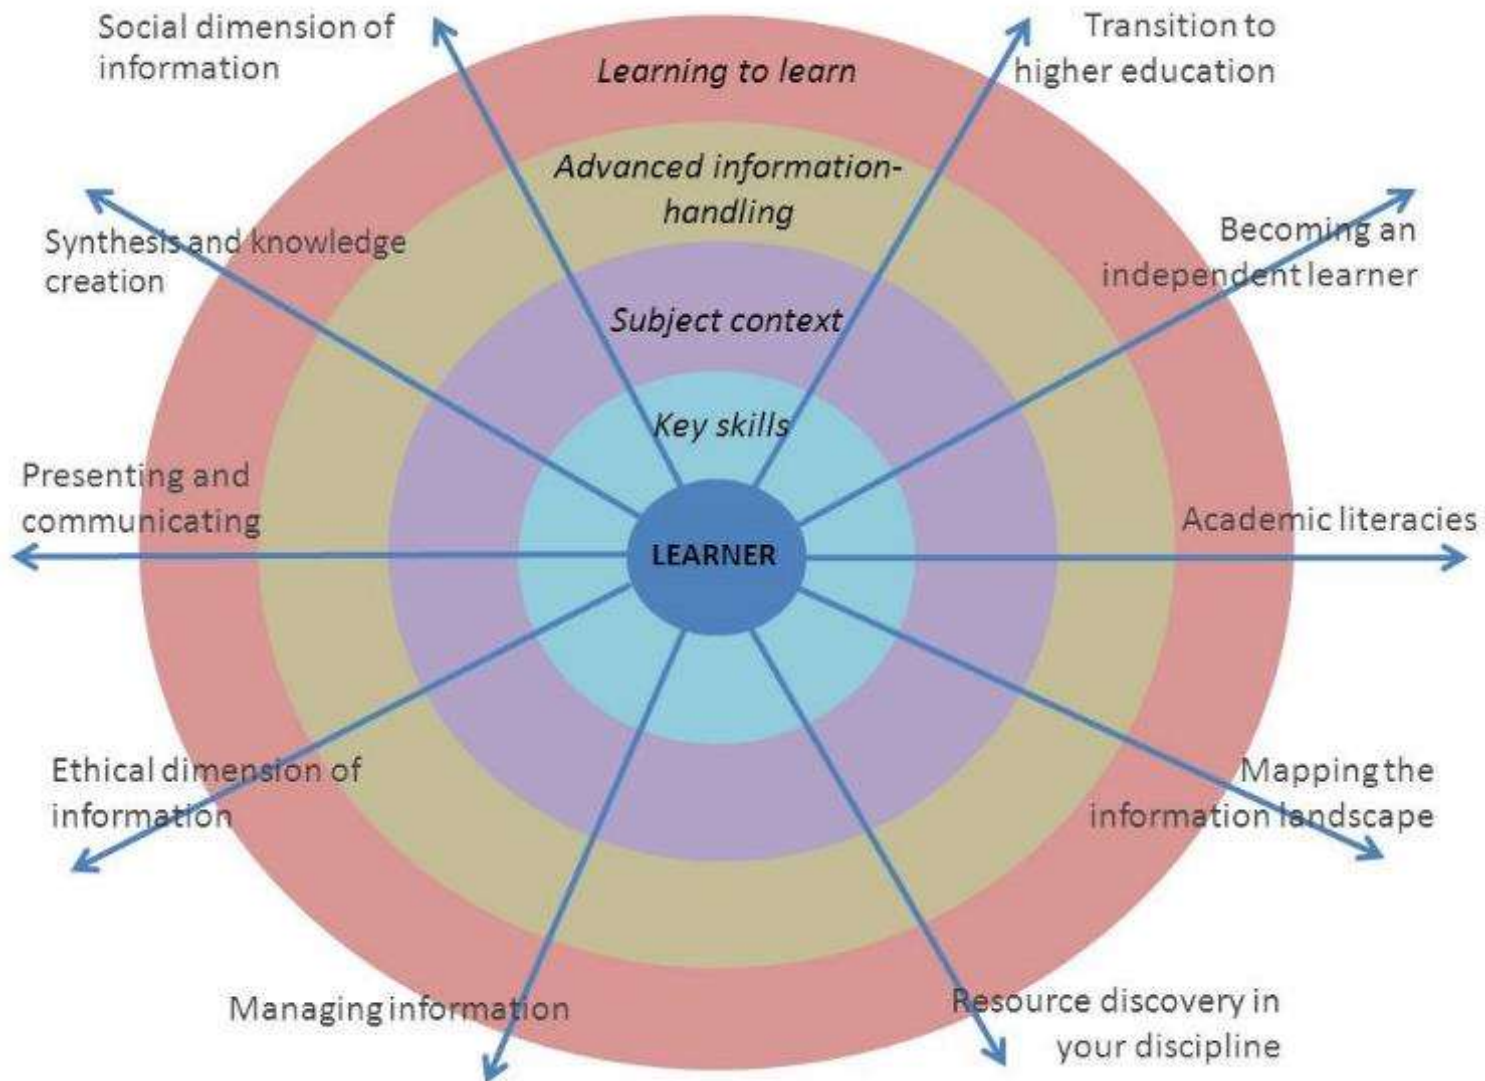 Social dimension of
information
Transition to
higher education
Learning to learn
Advanced information-
handling
Synthesis and knowledge
creation
Becoming an
independent learner
Subject context
Key skills
Presenting and
communicating
Academic literacies
LEARNER
Ethical dimension of
information
Mapping the
information landscape
Managing information
Resource discovery in
your discipline